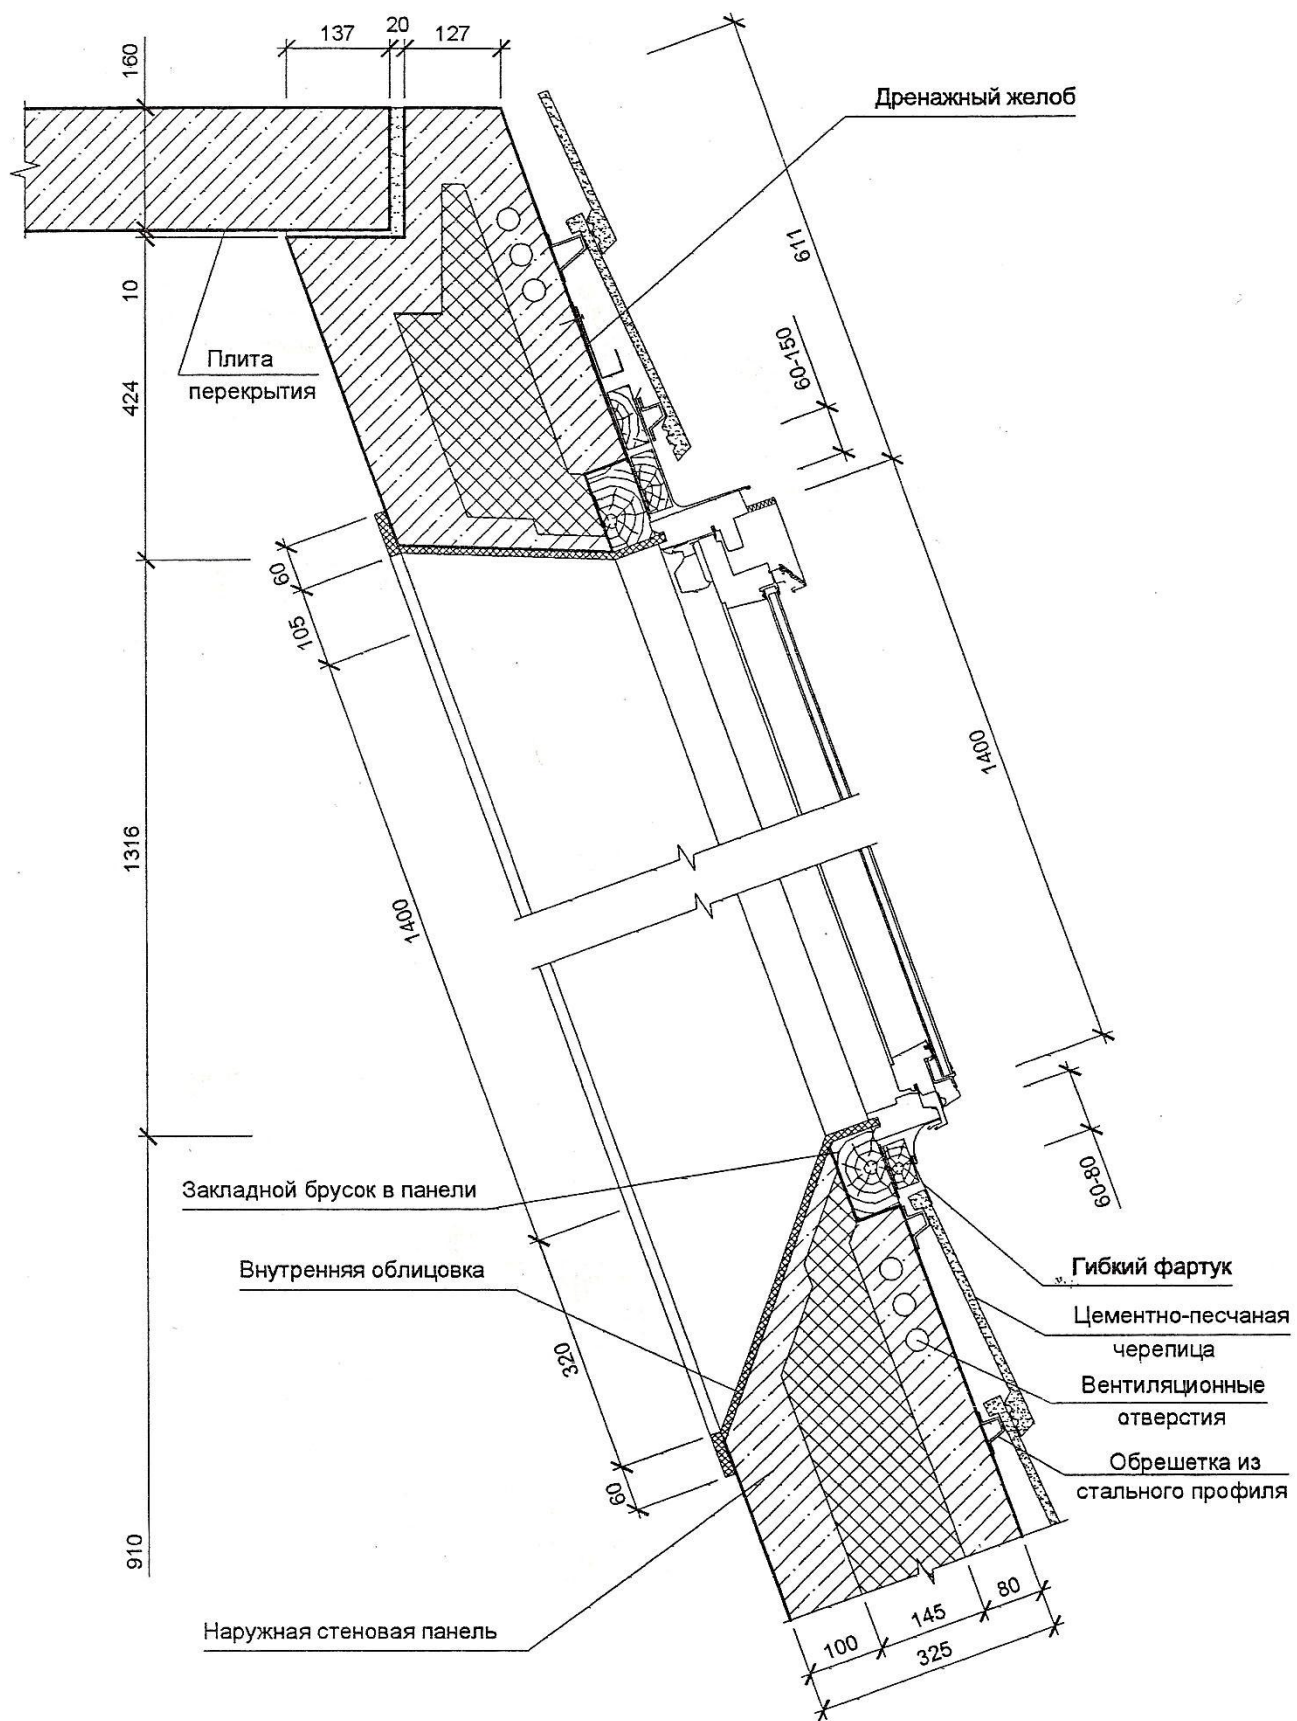 137
20
127
160
Дренажный желоб
611
10
60-150
Плита
перекрытия
424
60
105
1400
1316
1400
60-80
Закладной брусок в панели
Внутренняя облицовка
Гибкий фартук
Цементно-песчаная
черепица
320
Вентиляционные
отверстия
Обрешетка из
стального профиля
60
910
80
145
100
325
Наружная стеновая панель